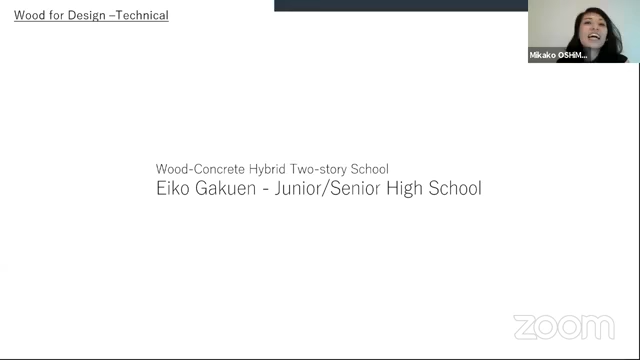 Wood for Design –Technical
Mikako OSHIM...
Wood-Concrete Hybrid Two-story School
Eiko Gakuen - Junior/Senior High School
zoom